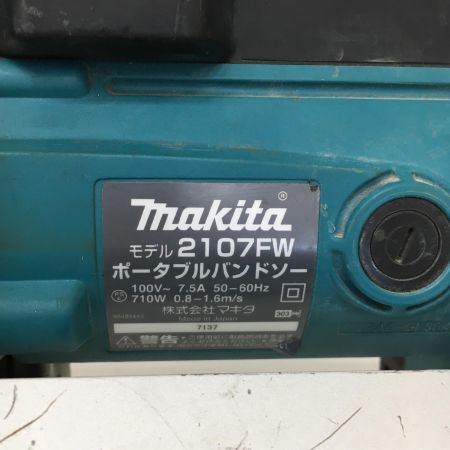 makita®
モデル 2107FW
ポータブルバンドソー
100V～ 7.5A 50-60Hz
710W 0.8-1.6m/s
株式会社マキタ
Made in Japan
7137
警告